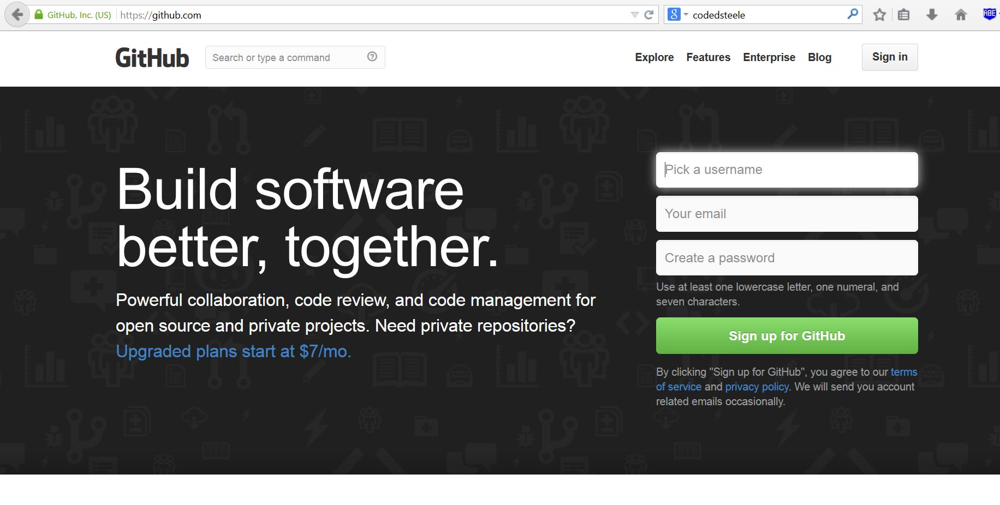 GitHub, Inc. (US) https://github.com codedsteele ABE
GitHub Search or type a command Explore Features Enterprise Blog Sign in
Build software
better, together.
Powerful collaboration, code review, and code management for
open source and private projects. Need private repositories?
Upgraded plans start at $7/mo.
Pick a username
Your email
Create a password
Use at least one lowercase letter, one numeral, and
seven characters.
Sign up for GitHub
By clicking "Sign up for GitHub", you agree to our terms
of service and privacy policy. We will send you account
related emails occasionally.